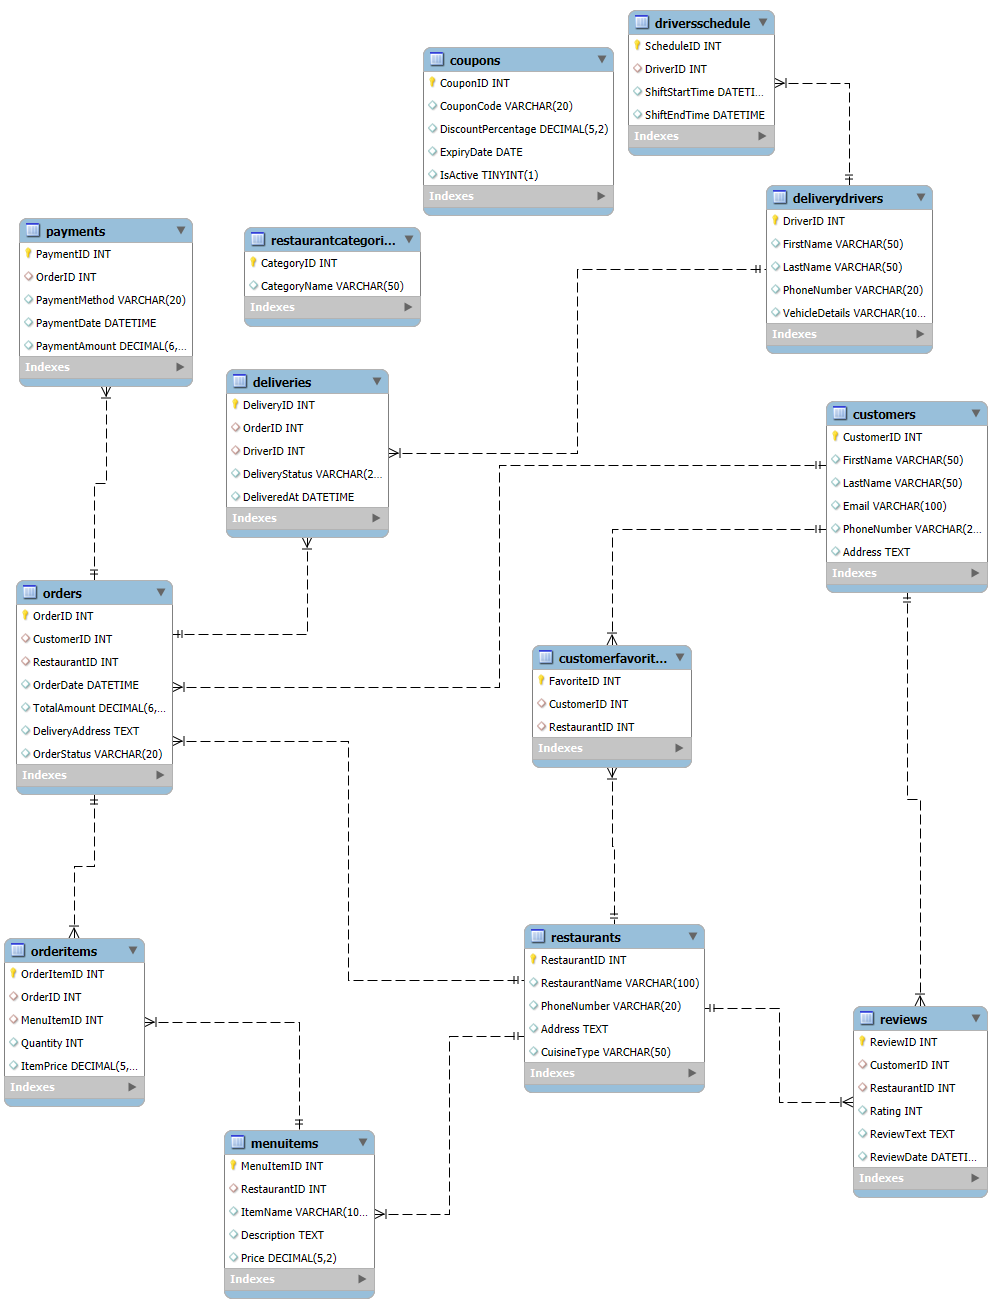 driversschedule
ScheduleID INT
DriverID INT
ShiftStartTime DATETI...
ShiftEndTime DATETIME
Indexes
coupons
CouponID INT
CouponCode VARCHAR(20)
DiscountPercentage DECIMAL(5,2)
ExpiryDate DATE
IsActive TINYINT(1)
Indexes
deliverydrivers
DriverID INT
FirstName VARCHAR(50)
LastName VARCHAR(50)
PhoneNumber VARCHAR(20)
VehicleDetails VARCHAR(10...
Indexes
payments
PaymentID INT
OrderID INT
PaymentMethod VARCHAR(20)
PaymentDate DATETIME
PaymentAmount DECIMAL(6,...
Indexes
restaurantcategori...
CategoryID INT
CategoryName VARCHAR(50)
Indexes
deliveries
DeliveryID INT
OrderID INT
DriverID INT
DeliveryStatus VARCHAR(2...
DeliveredAt DATETIME
Indexes
customers
CustomerID INT
FirstName VARCHAR(50)
LastName VARCHAR(50)
Email VARCHAR(100)
PhoneNumber VARCHAR(2...
Address TEXT
Indexes
orders
OrderID INT
CustomerID INT
RestaurantID INT
OrderDate DATETIME
TotalAmount DECIMAL(6,...
DeliveryAddress TEXT
OrderStatus VARCHAR(20)
Indexes
customerfavorit...
FavoriteID INT
CustomerID INT
RestaurantID INT
Indexes
orderitems
OrderItemID INT
OrderID INT
MenuItemID INT
Quantity INT
ItemPrice DECIMAL(5,...
Indexes
restaurants
RestaurantID INT
RestaurantName VARCHAR(100)
PhoneNumber VARCHAR(20)
Address TEXT
CuisineType VARCHAR(50)
Indexes
reviews
ReviewID INT
CustomerID INT
RestaurantID INT
Rating INT
ReviewText TEXT
ReviewDate DATETI...
Indexes
menuitems
MenuItemID INT
RestaurantID INT
ItemName VARCHAR(10...
Description TEXT
Price DECIMAL(5,2)
Indexes